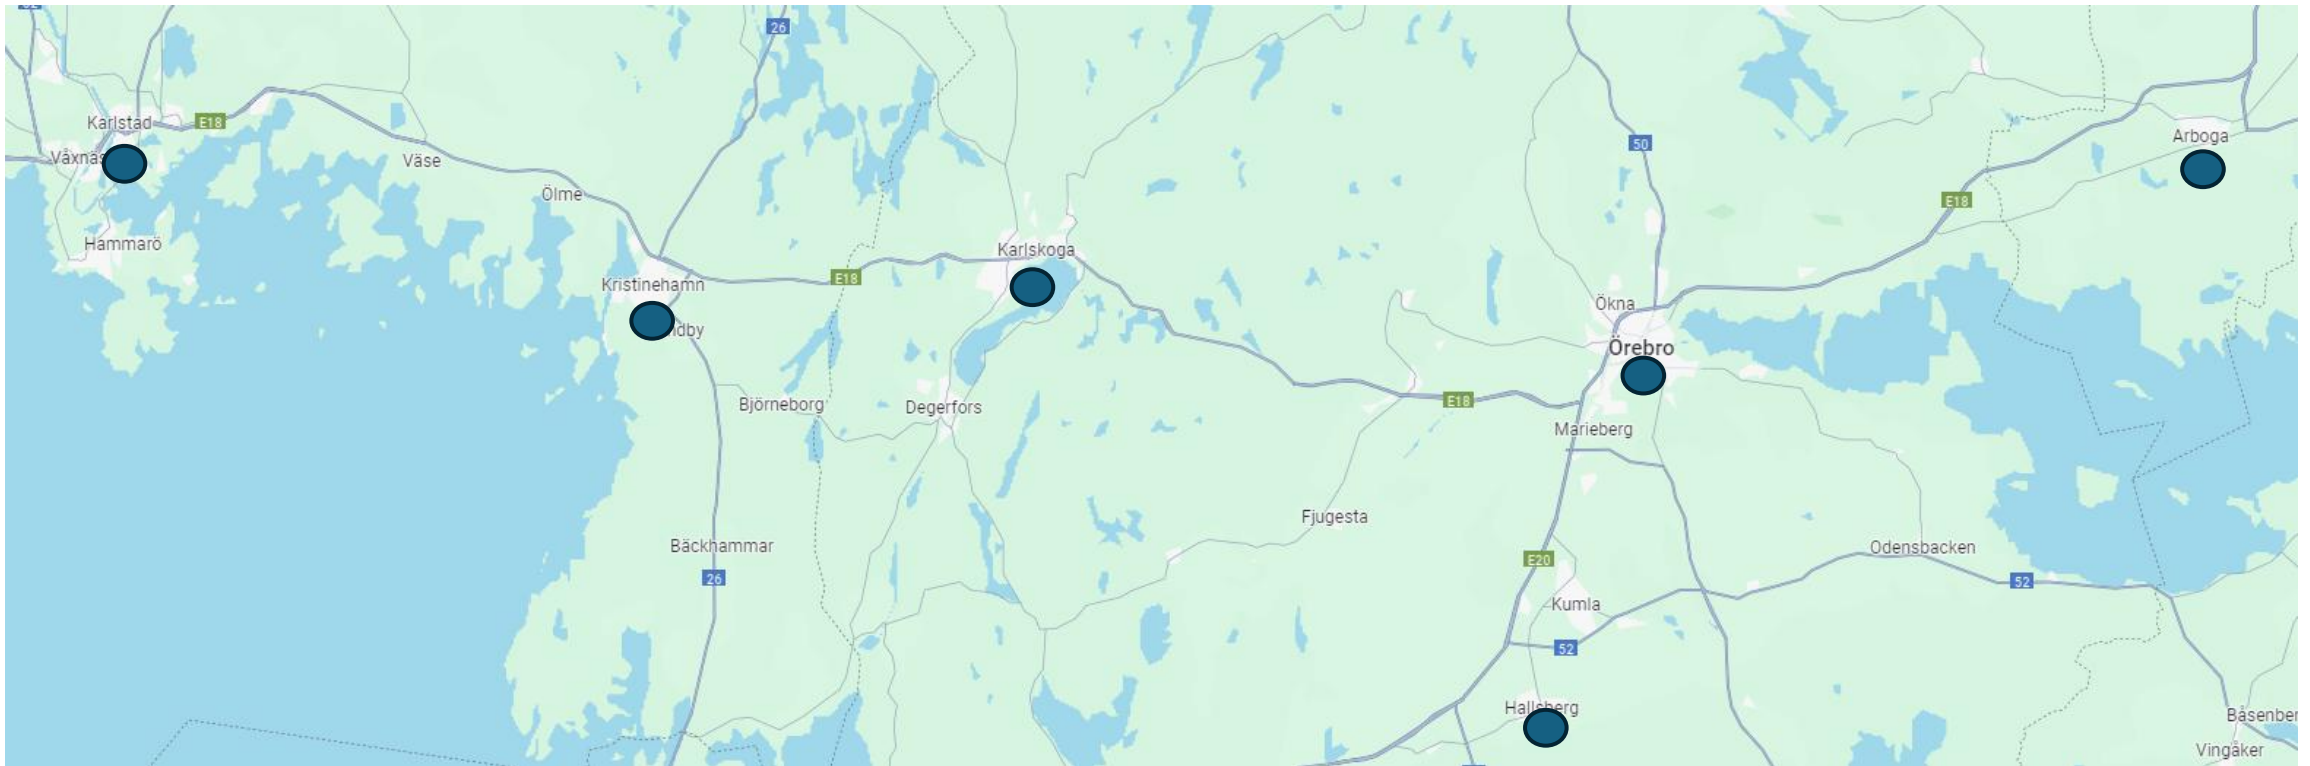 26
Karlstad
E18
50
Arboga
Våxnäs
Väse
Ölme
E18
Hammarö
Karlskoga
Kristinehamn
E18
Ökna
dby
Örebro
Björneborg
Degerfors
E18
Marieberg
Fjugesta
Bäckhammar
Odensbacken
E20
26
52
Kumla
52
Hallsberg
Båsenber
Vingåker